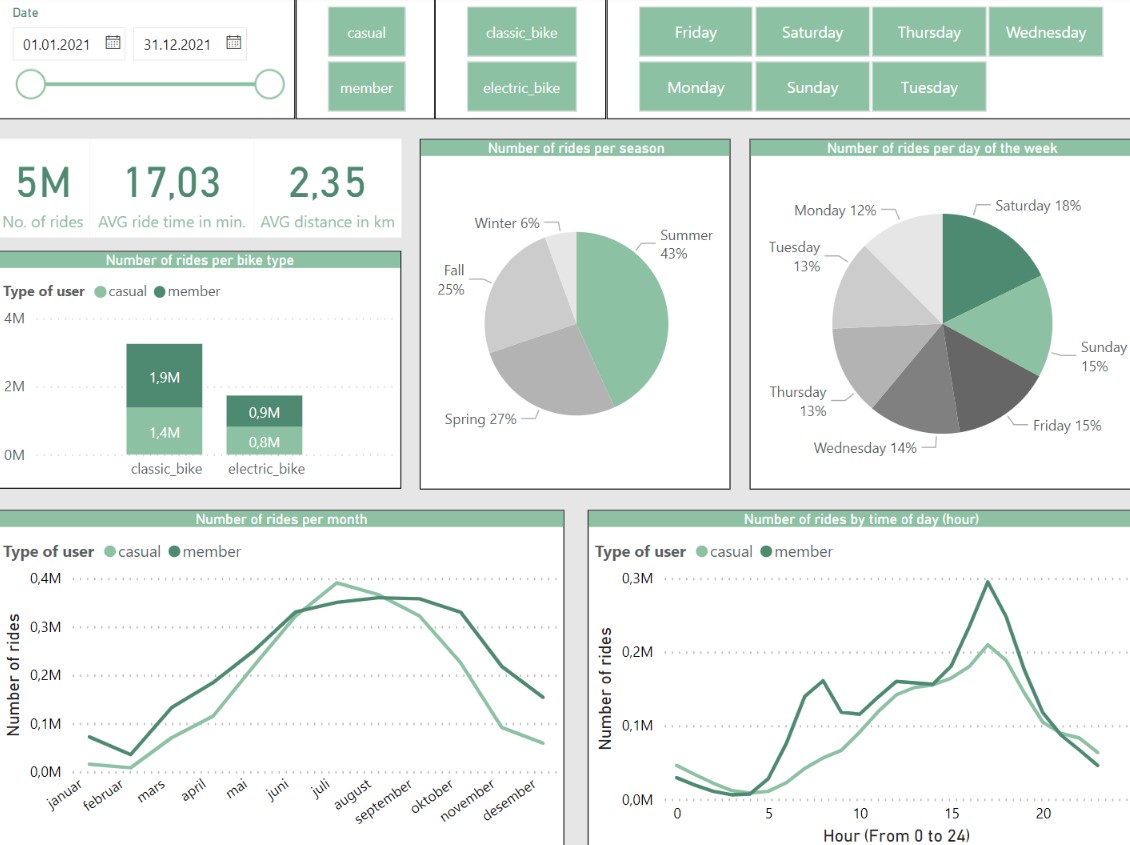 Date
01.01.2021
31.12.2021
casual
member
classic_bike
electric_bike
Friday
Saturday
Thursday
Wednesday
Monday
Sunday
Tuesday
5M
No. of rides
17,03
AVG ride time in min.
2,35
AVG distance in km
Number of rides per bike type
Type of user casual member
4M
2M
0M
1,9M
1,4M
0,9M
0,8M
classic_bike
electric_bike
Number of rides per season
Winter 6%
Summer
43%
Fall
25%
Spring 27%
Number of rides per day of the week
Monday 12%
Saturday 18%
Tuesday
13%
Sunday
15%
Thursday
13%
Friday 15%
Wednesday 14%
Number of rides per month
Type of user casual member
Number of rides
0,4M
0,3M
0,2M
0,1M
0,0M
januar
februar
mars
april
mai
juni
juli
august
september
oktober
november
desember
Number of rides by time of day (hour)
Type of user casual member
Number of rides
0,3M
0,2M
0,1M
0,0M
0
5
10
15
20
Hour (From 0 to 24)